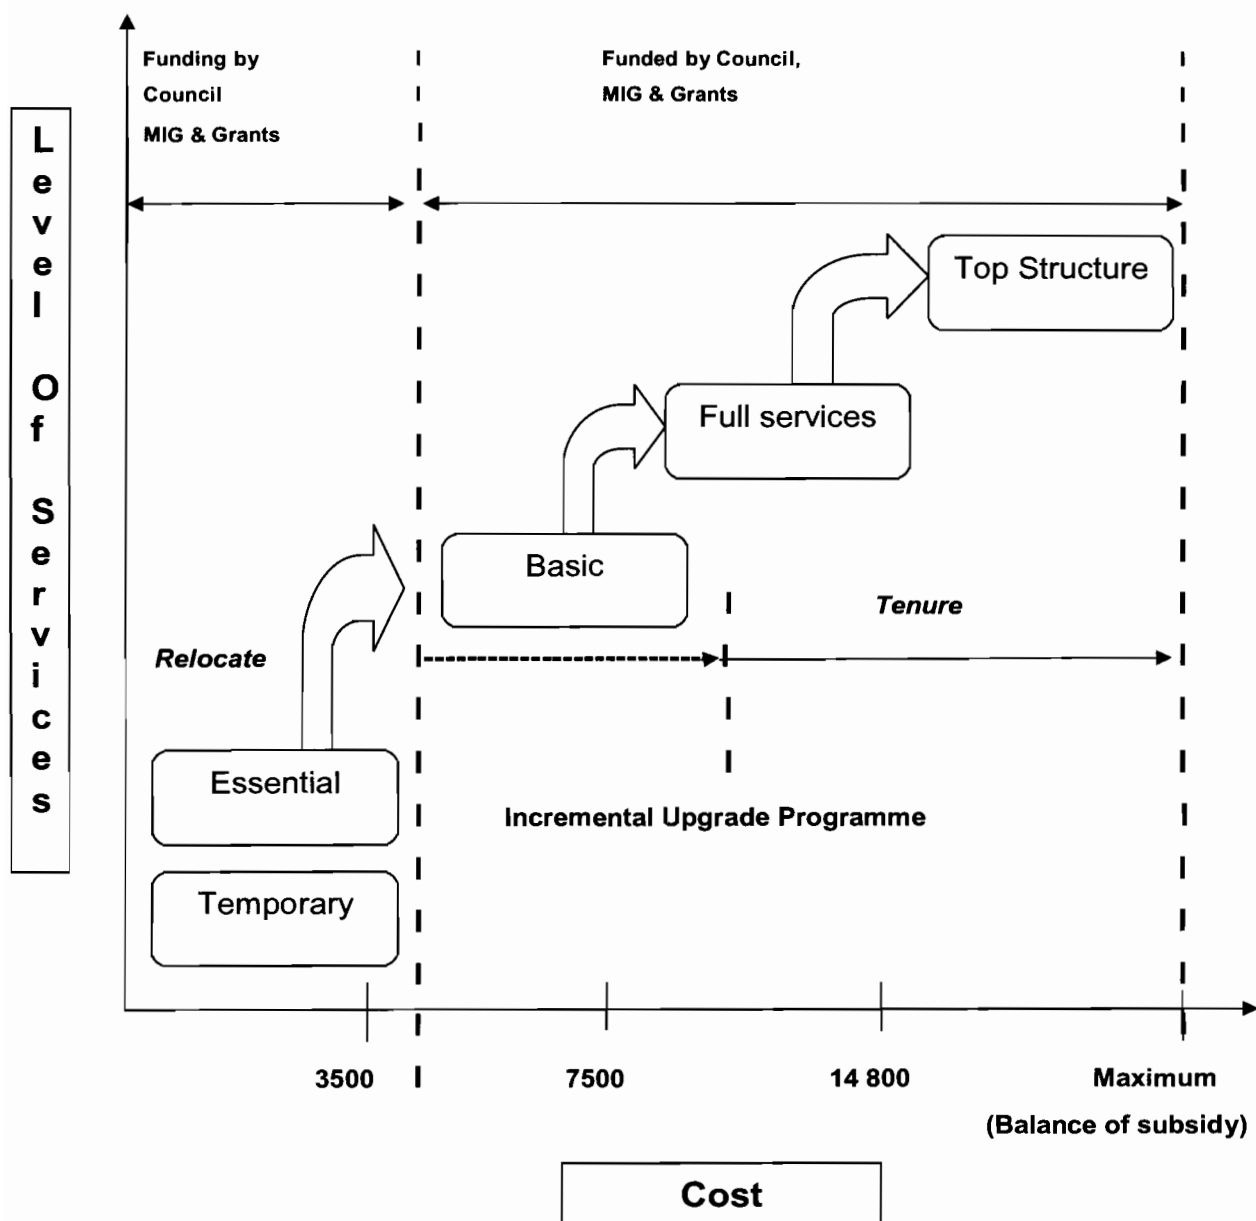 Funding by
Council
MIG & Grants
Funded by Council,
MIG & Grants
Level Of Services
Top Structure
Full services
Basic
Tenure
Relocate
Essential
Incremental Upgrade Programme
Temporary
3500
7500
14 800
Maximum
(Balance of subsidy)
Cost